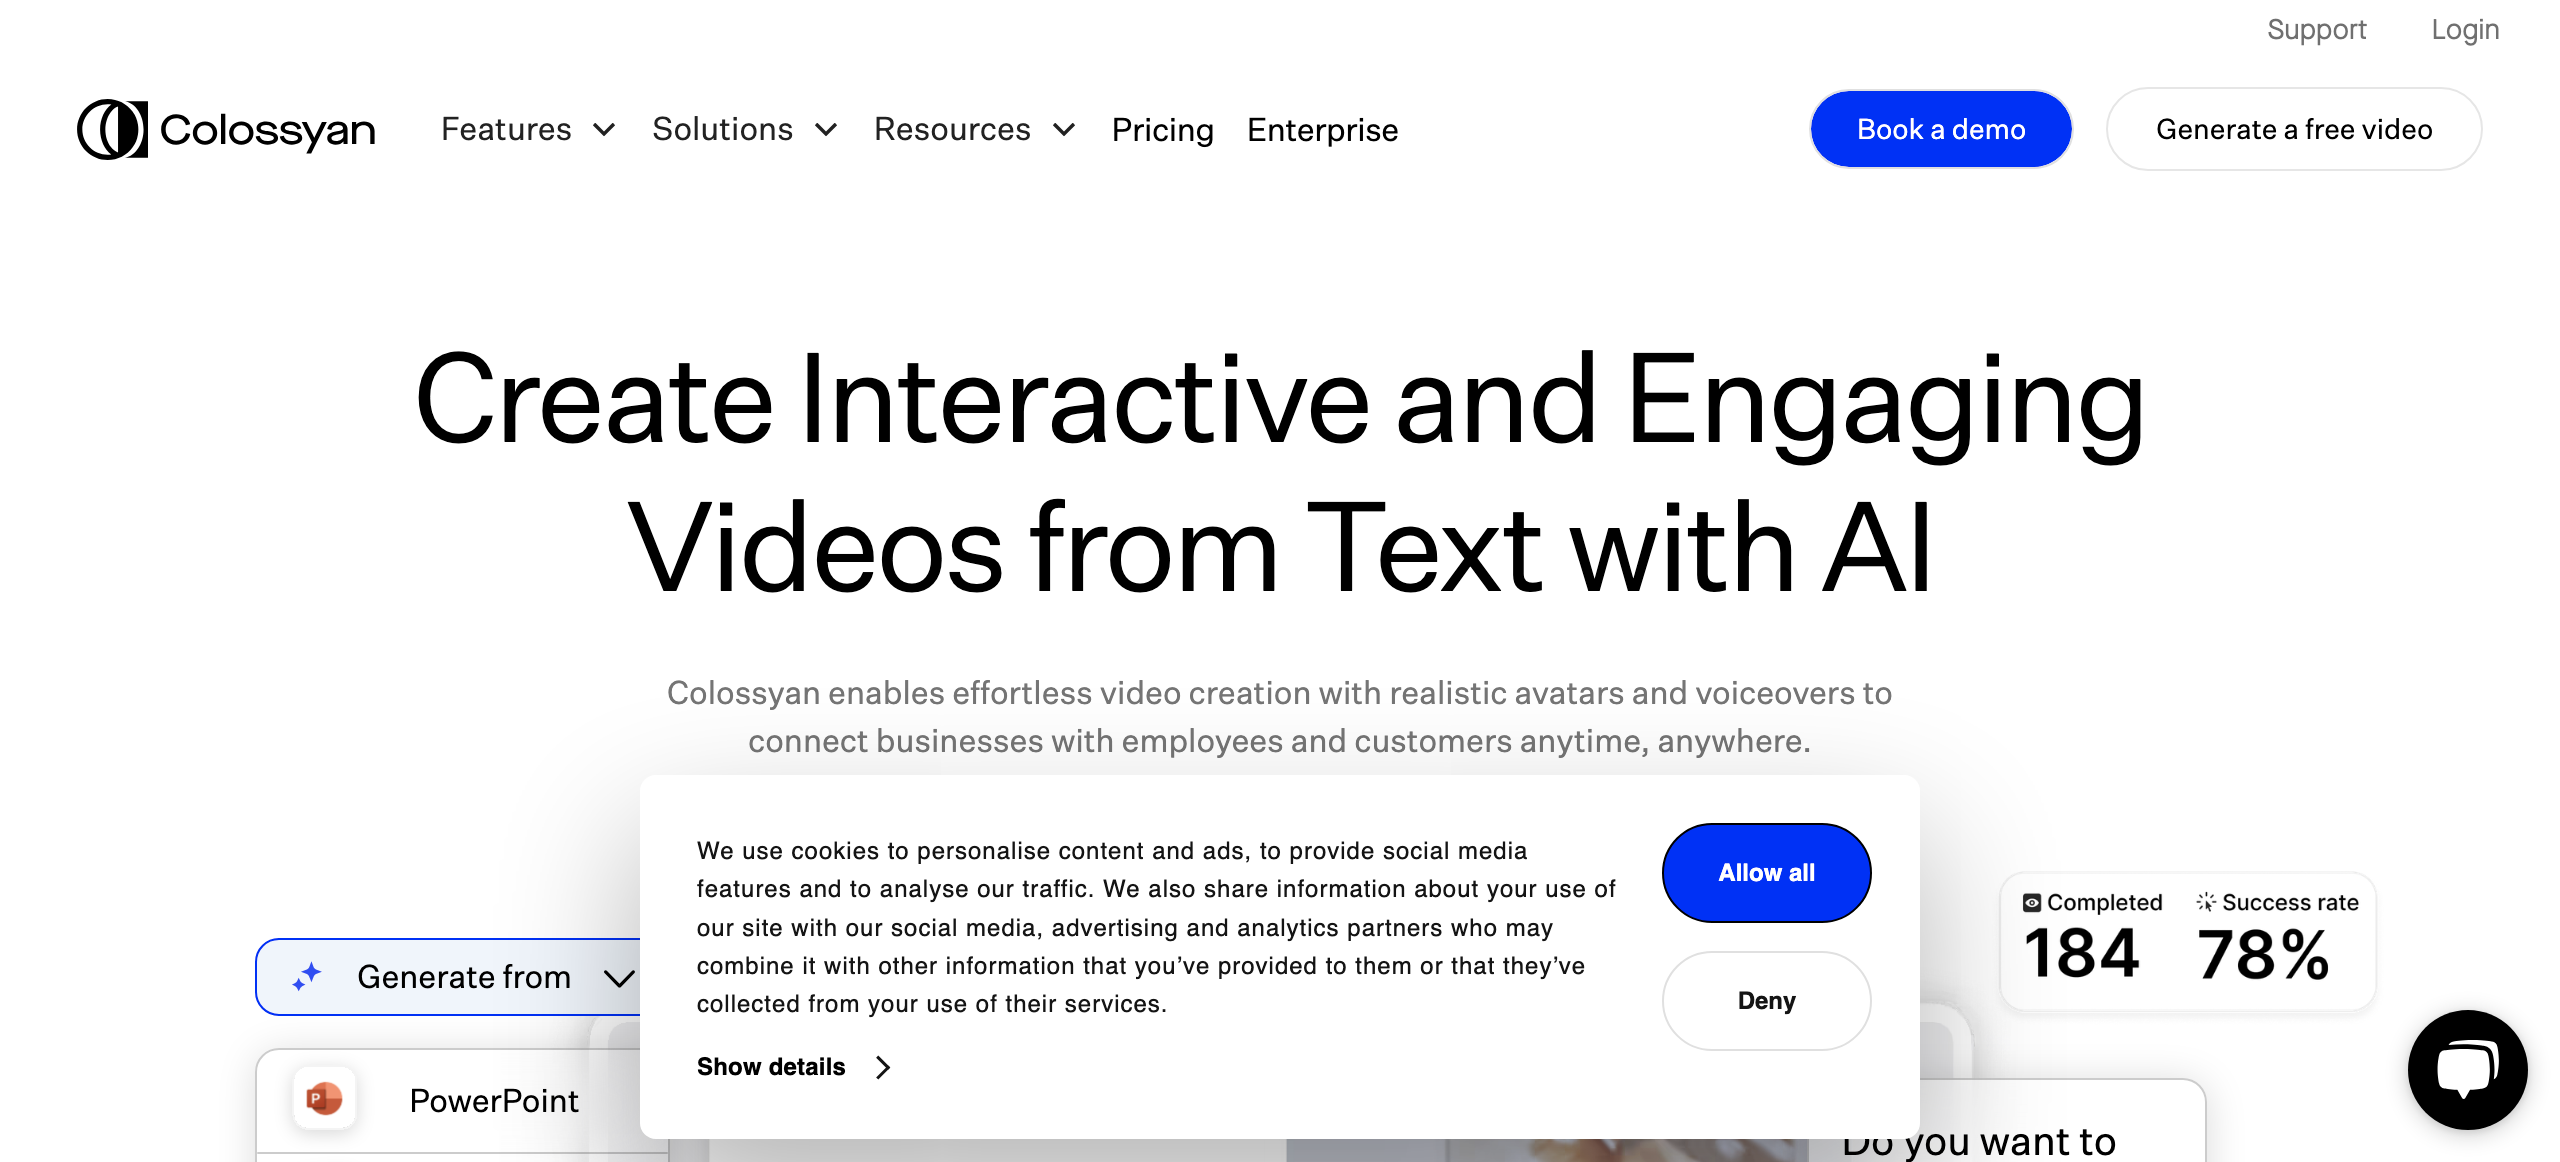 Support Login
Colossyan Features Solutions Resources Pricing Enterprise Book a demo Generate a free video
Create Interactive and Engaging
Videos from Text with AI
Colossyan enables effortless video creation with realistic avatars and voiceovers to
connect businesses with employees and customers anytime, anywhere.
We use cookies to personalise content and ads, to provide social media
features and to analyse our traffic. We also share information about your use of
our site with our social media, advertising and analytics partners who may
combine it with other information that you’ve provided to them or that they’ve
collected from your use of their services.
Show details
Allow all
Deny
Completed Success rate
184 78%
Generate from
P PowerPoint
Do you want to